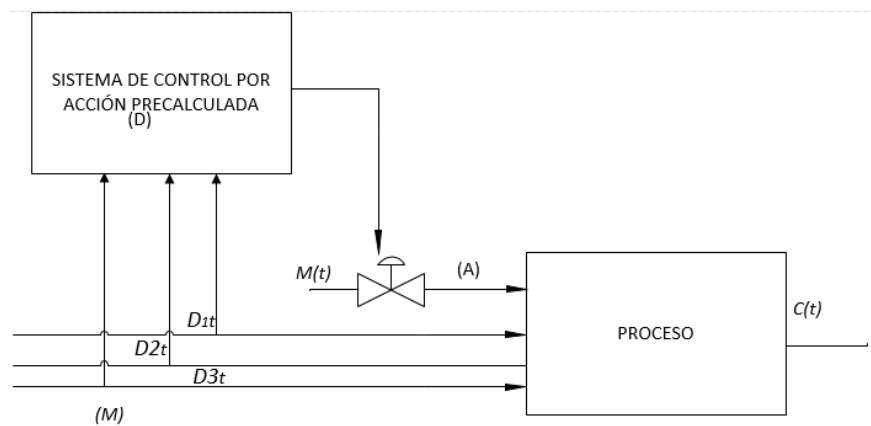 SISTEMA DE CONTROL POR
ACCIÓN PRECALCULADA
(D)
M(t)
(A)
C(t)
D1t
PROCESO
D2t
D3t
(M)